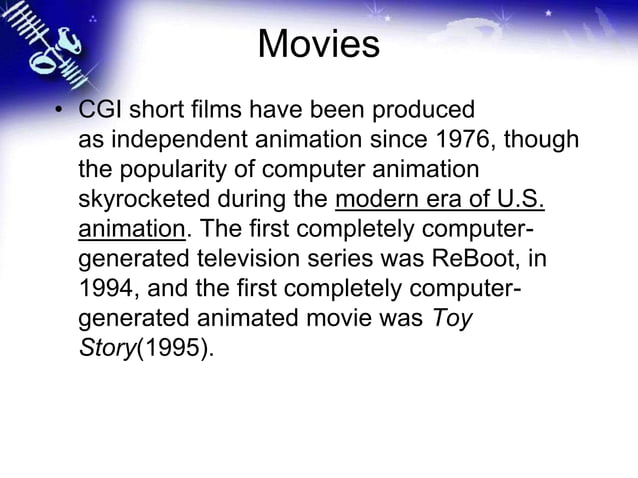 Movies
• CGI short films have been produced
as independent animation since 1976, though
the popularity of computer animation
skyrocketed during the modern era of U.S.
animation. The first completely computer-
generated television series was ReBoot, in
1994, and the first completely computer-
generated animated movie was Toy
Story(1995).